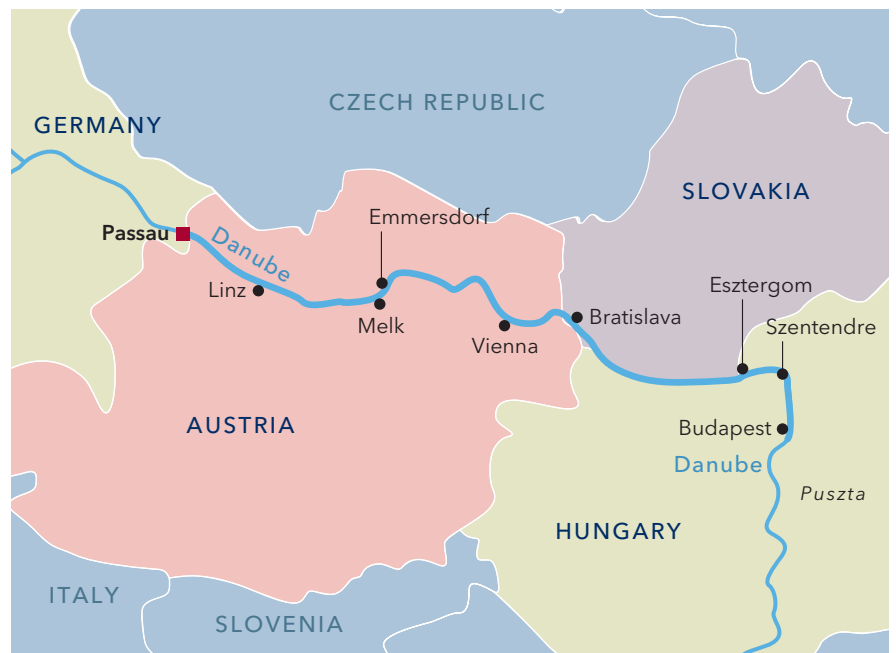 CZECH REPUBLIC
GERMANY
SLOVAKIA
Emmersdorf
Passau
Danube
Esztergom
Linz
Bratislava
Melk
Szentendre
Vienna
AUSTRIA
Budapest
Danube
Puszta
HUNGARY
ITALY
SLOVENIA